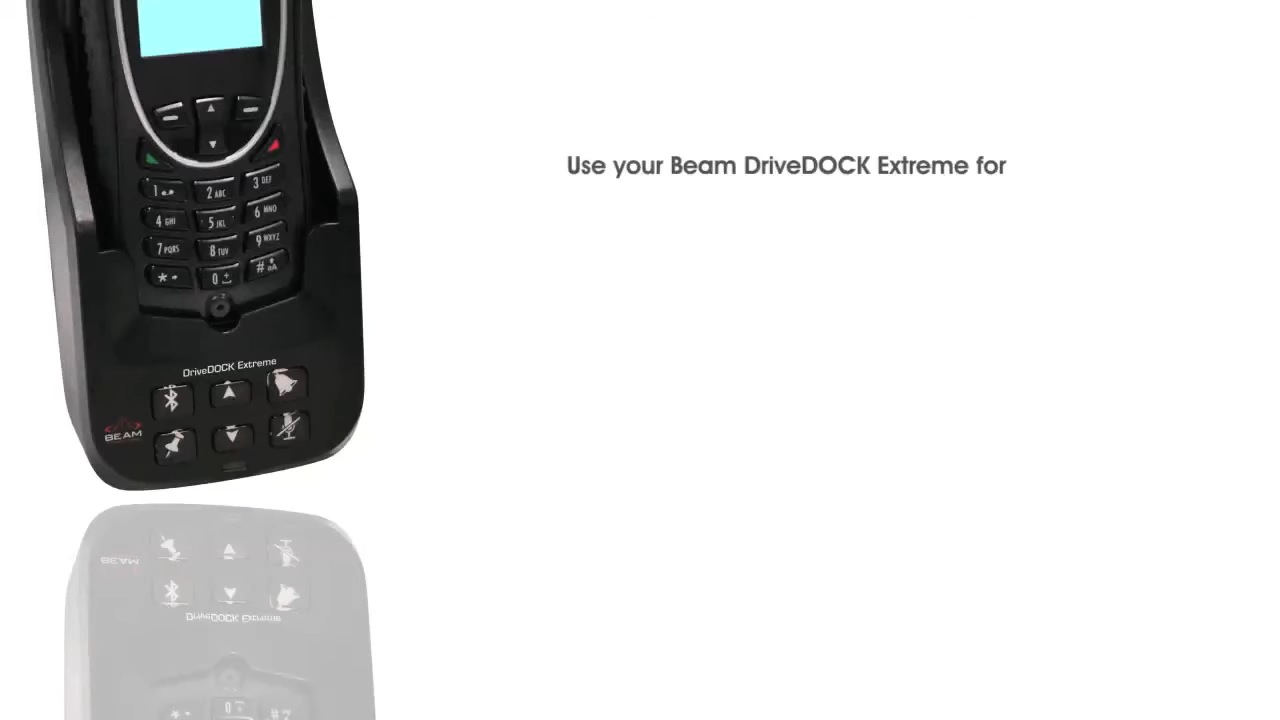 Use your Beam DriveDOCK Extreme for
1
2 ABC
3 DEF
4 GHI
5 JKL
6 MNO
7 PQRS
8 TUV
9 WXYZ
*
0 +
# aA
DriveDOCK Extreme
BEAM